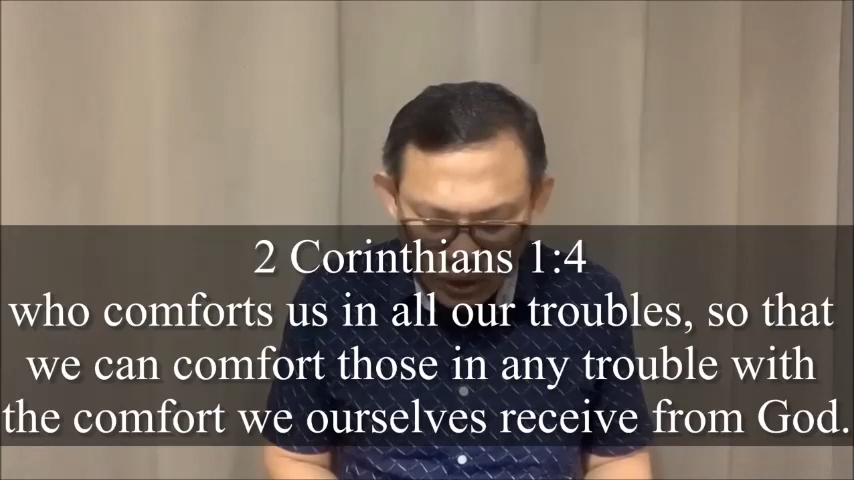 2 Corinthians 1:4
who comforts us in all our troubles, so that
we can comfort those in any trouble with
the comfort we ourselves receive from God.